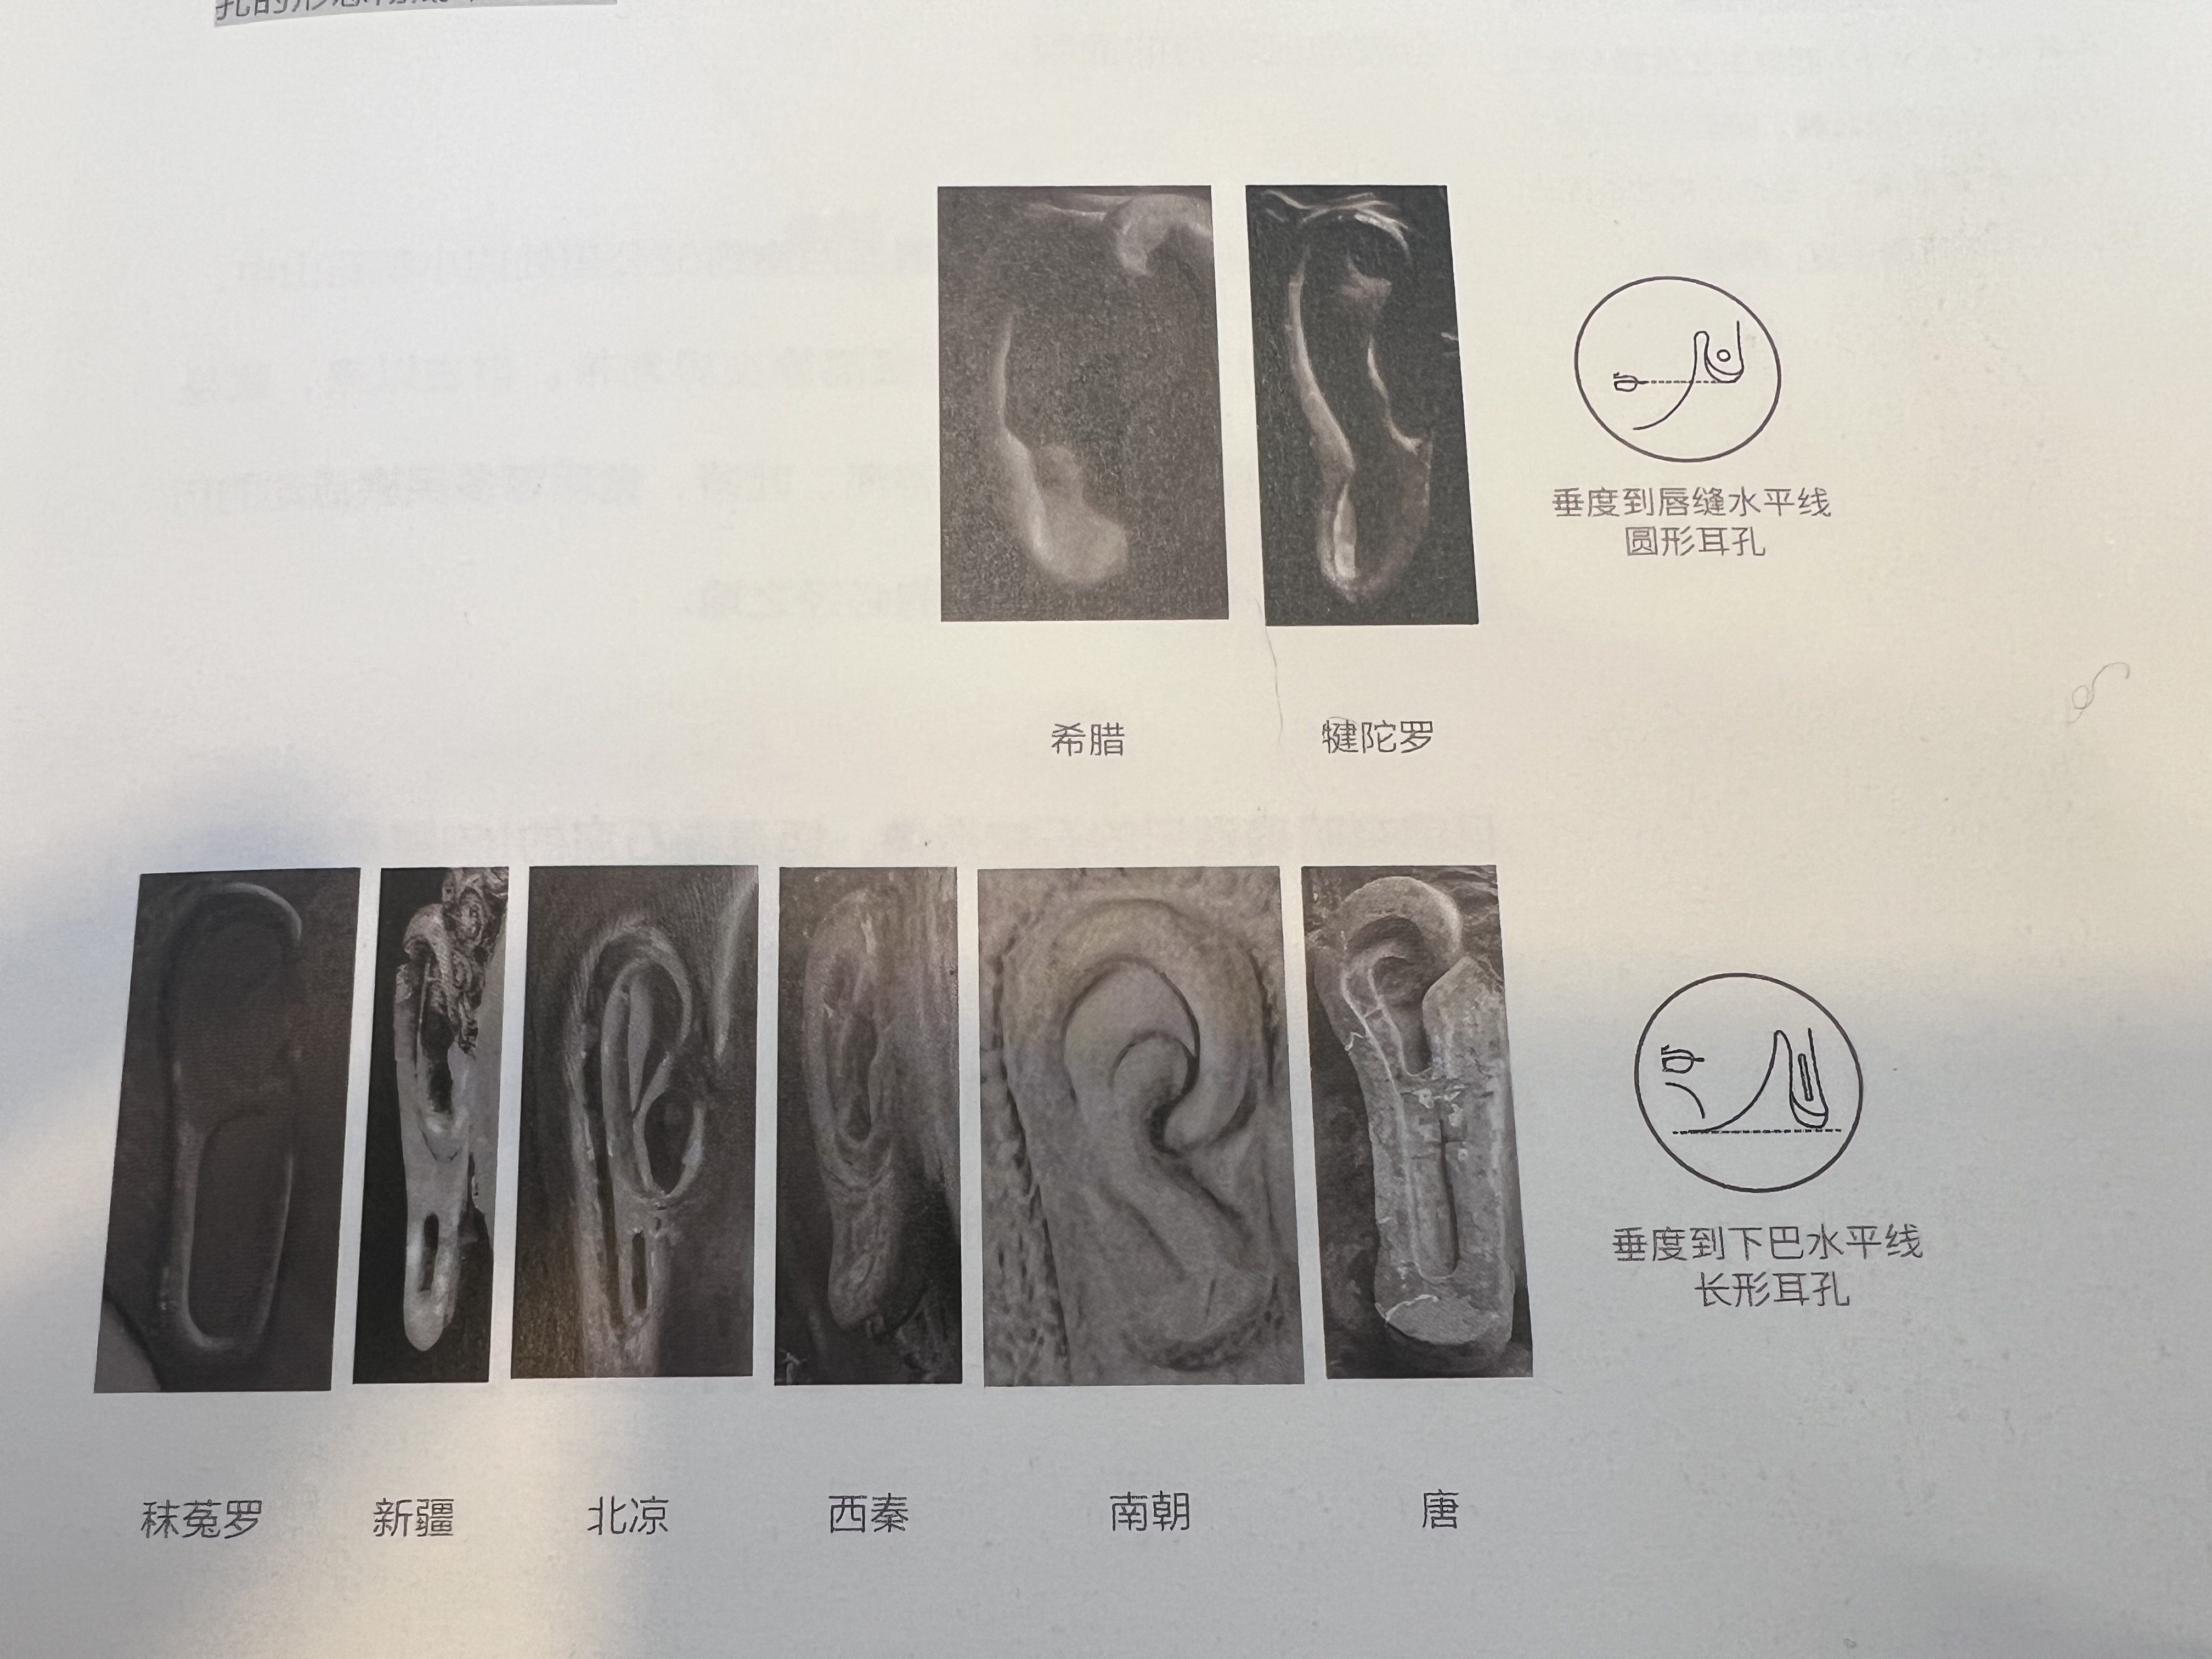 希腊
犍陀罗
垂度到唇缝水平线
圆形耳孔
秣菟罗
新疆
北凉
西秦
南朝
唐
垂度到下巴水平线
长形耳孔